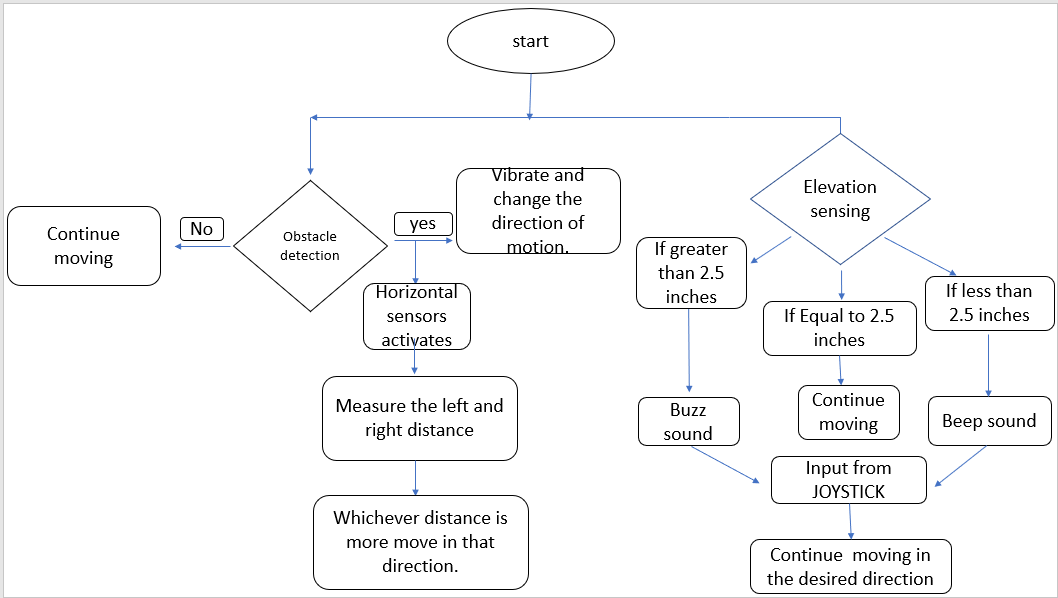 start
Elevation
sensing
Vibrate and
change the
direction of
motion.
yes
No
Continue
moving
Obstacle
detection
If greater
than 2.5
inches
If Equal to 2.5
inches
If less than
2.5 inches
Horizontal
sensors
activates
Measure the left and
right distance
Whichever distance is
more move in that
direction.
Buzz
sound
Continue
moving
Beep sound
Input from
JOYSTICK
Continue  moving in
the desired direction